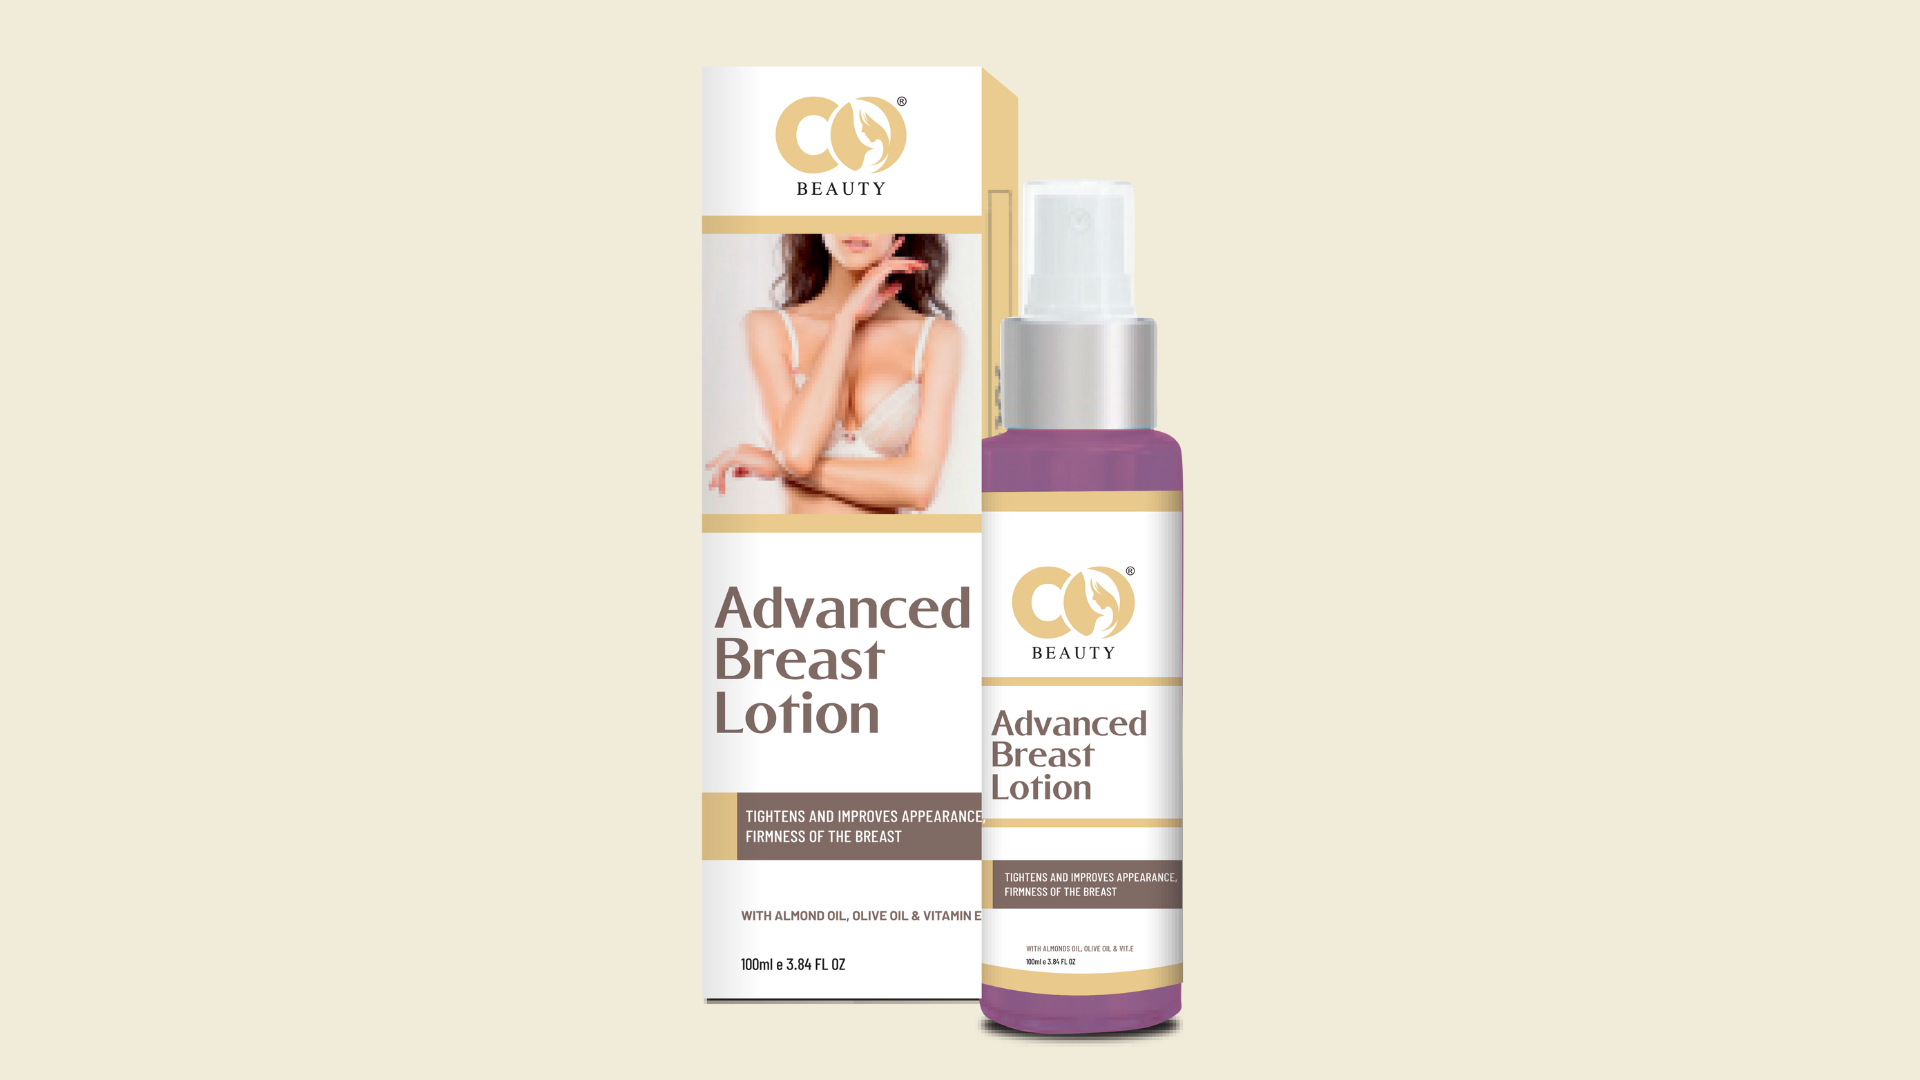 CO®
BEAUTY
Advanced
Breast
Lotion
TIGHTENS AND IMPROVES APPEARANCE,
FIRMNESS OF THE BREAST
WITH ALMOND OIL, OLIVE OIL & VITAMIN E
100ml e 3.84 FL OZ
CO®
BEAUTY
Advanced
Breast
Lotion
TIGHTENS AND IMPROVES APPEARANCE,
FIRMNESS OF THE BREAST
WITH ALMONDS OIL, OLIVE OIL & VIT.E
100ml e 3.84 FL OZ